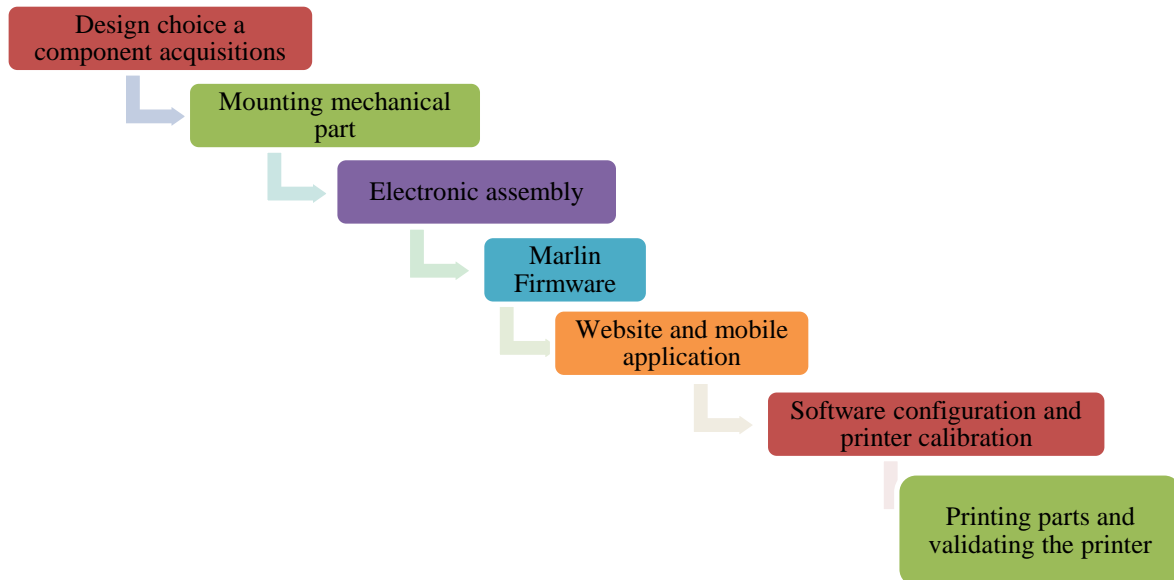 Design choice a
component acquisitions
Mounting mechanical
part
Electronic assembly
Marlin
Firmware
Website and mobile
application
Software configuration and
printer calibration
Printing parts and
validating the printer